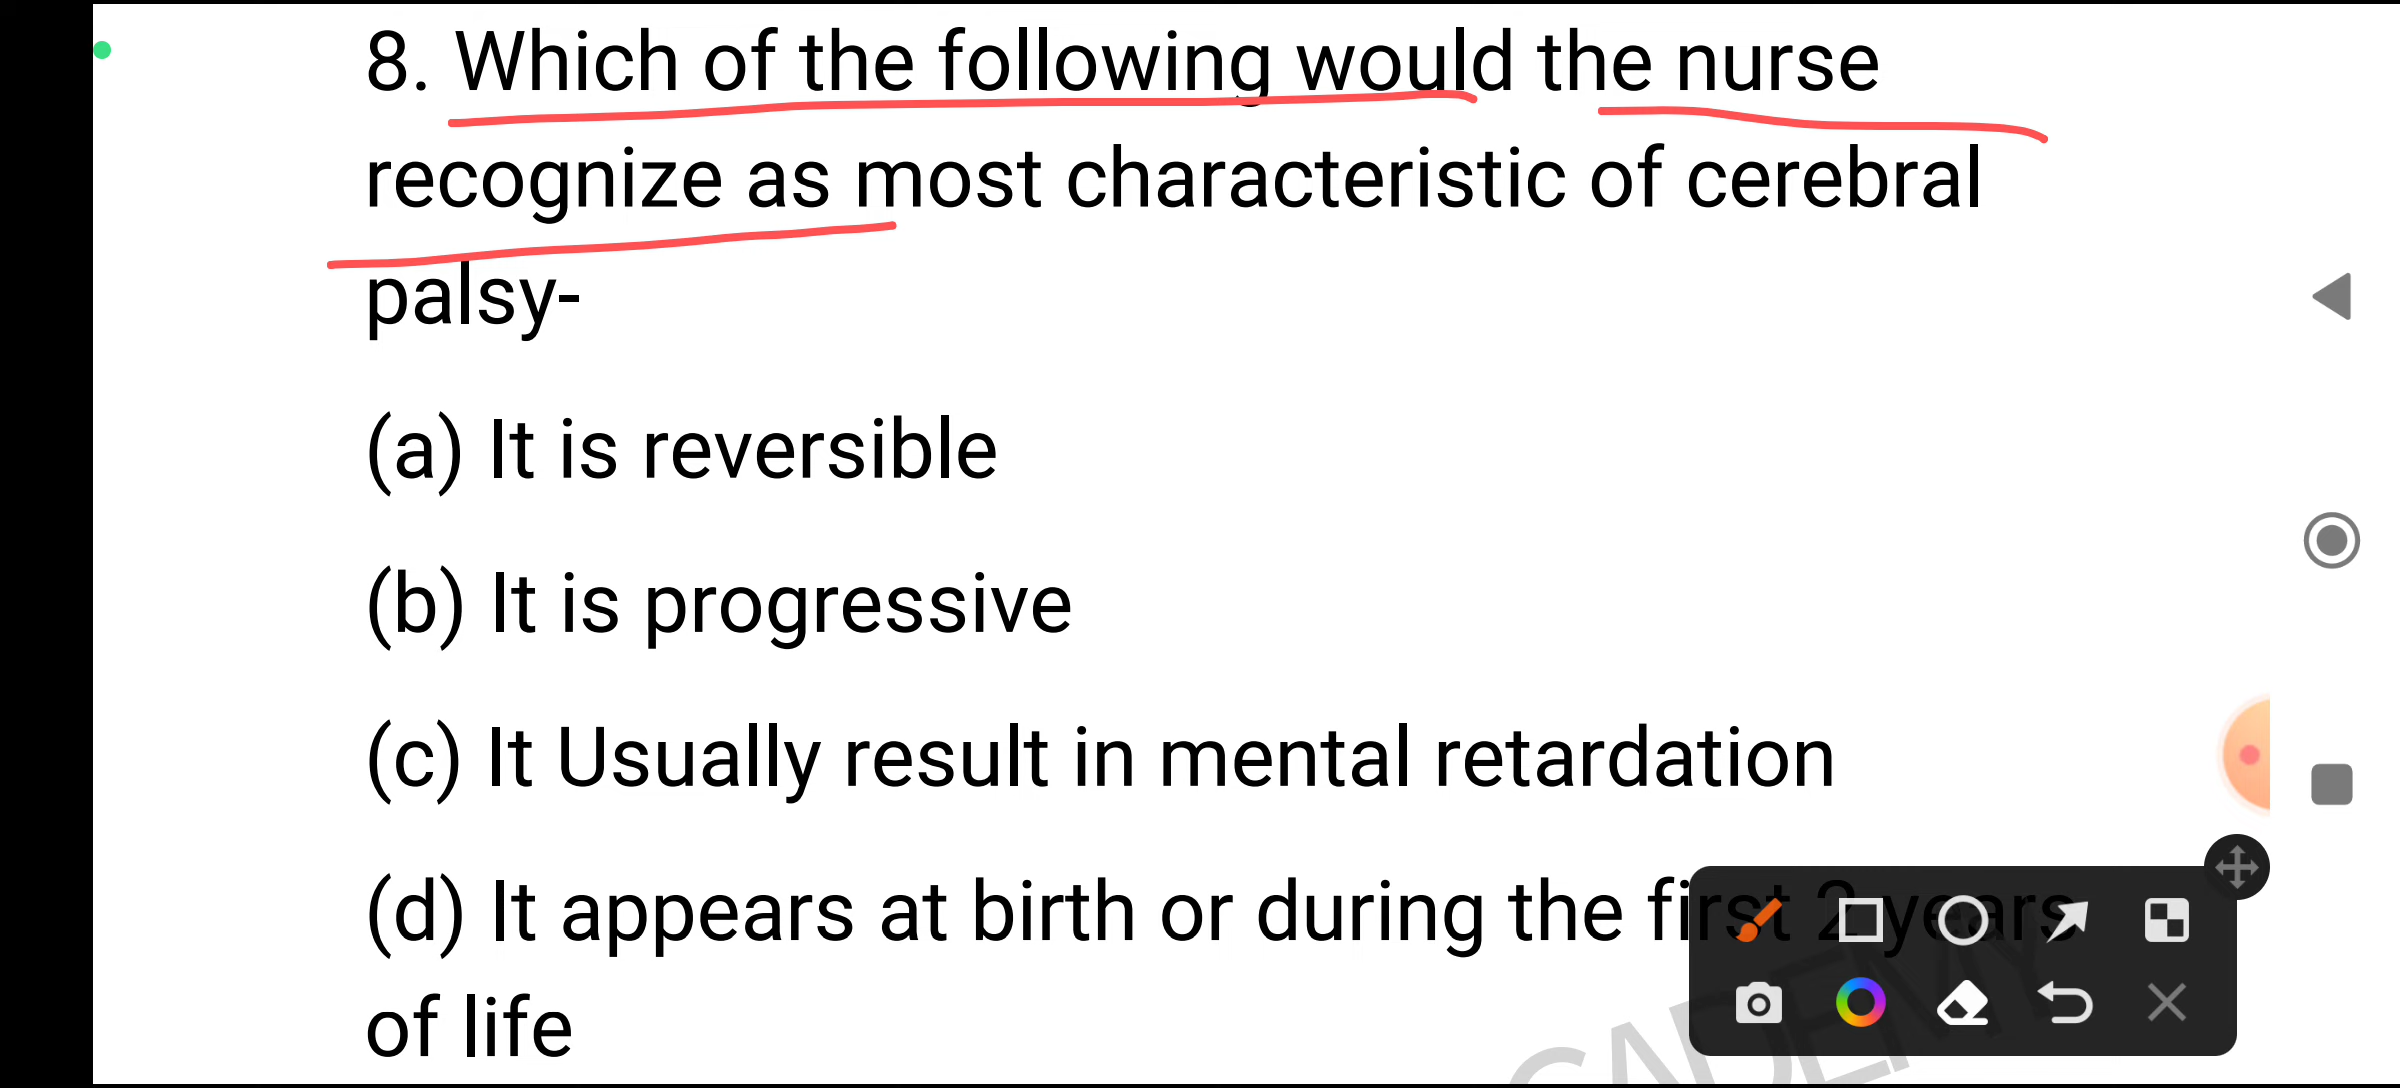 8. Which of the following would the nurse
recognize as most characteristic of cerebral
palsy-
(a) It is reversible
(b) It is progressive
(c) It Usually result in mental retardation
(d) It appears at birth or during the first 2 years
of life
CADEMY